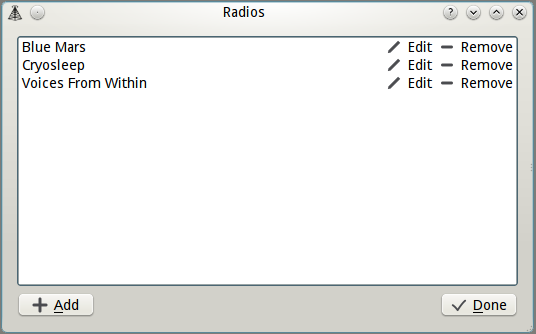 Radios
Blue Mars Edit Remove
Cryosleep Edit Remove
Voices From Within Edit Remove
Add Done